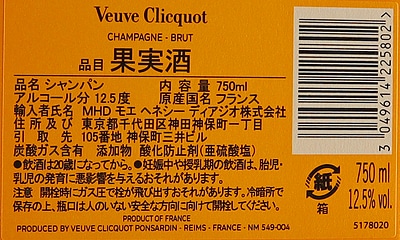 Veuve Clicquot
CHAMPAGNE - BRUT
品目 果実酒
品名 シャンパン 内容量 750ml
アルコール分 12.5度 原産国名 フランス
輸入者氏名 MHD モエ ヘネシー ディアジオ株式会社
住所及び 東京都千代田区神田神保町一丁目
引取先 105番地 神保町三井ビル
炭酸ガス含有 添加物 酸化防止剤(亜硫酸塩)
●飲酒は20歳になってから。●妊娠中や授乳期の飲酒は、胎児・
乳児の発育に悪影響を与えるおそれがあります。
注意 開栓時にガス圧で栓が飛び出すおそれがあります。冷暗所で
保存の上、瓶口は人のいない安全な方向に向けて開栓してください。
PRODUCT OF FRANCE
PRODUCED BY VEUVE CLICQUOT PONSARDIN - REIMS - FRANCE - NM 549-004
3 049614 225802
紙
箱
750 ml
12.5% vol.
5178020